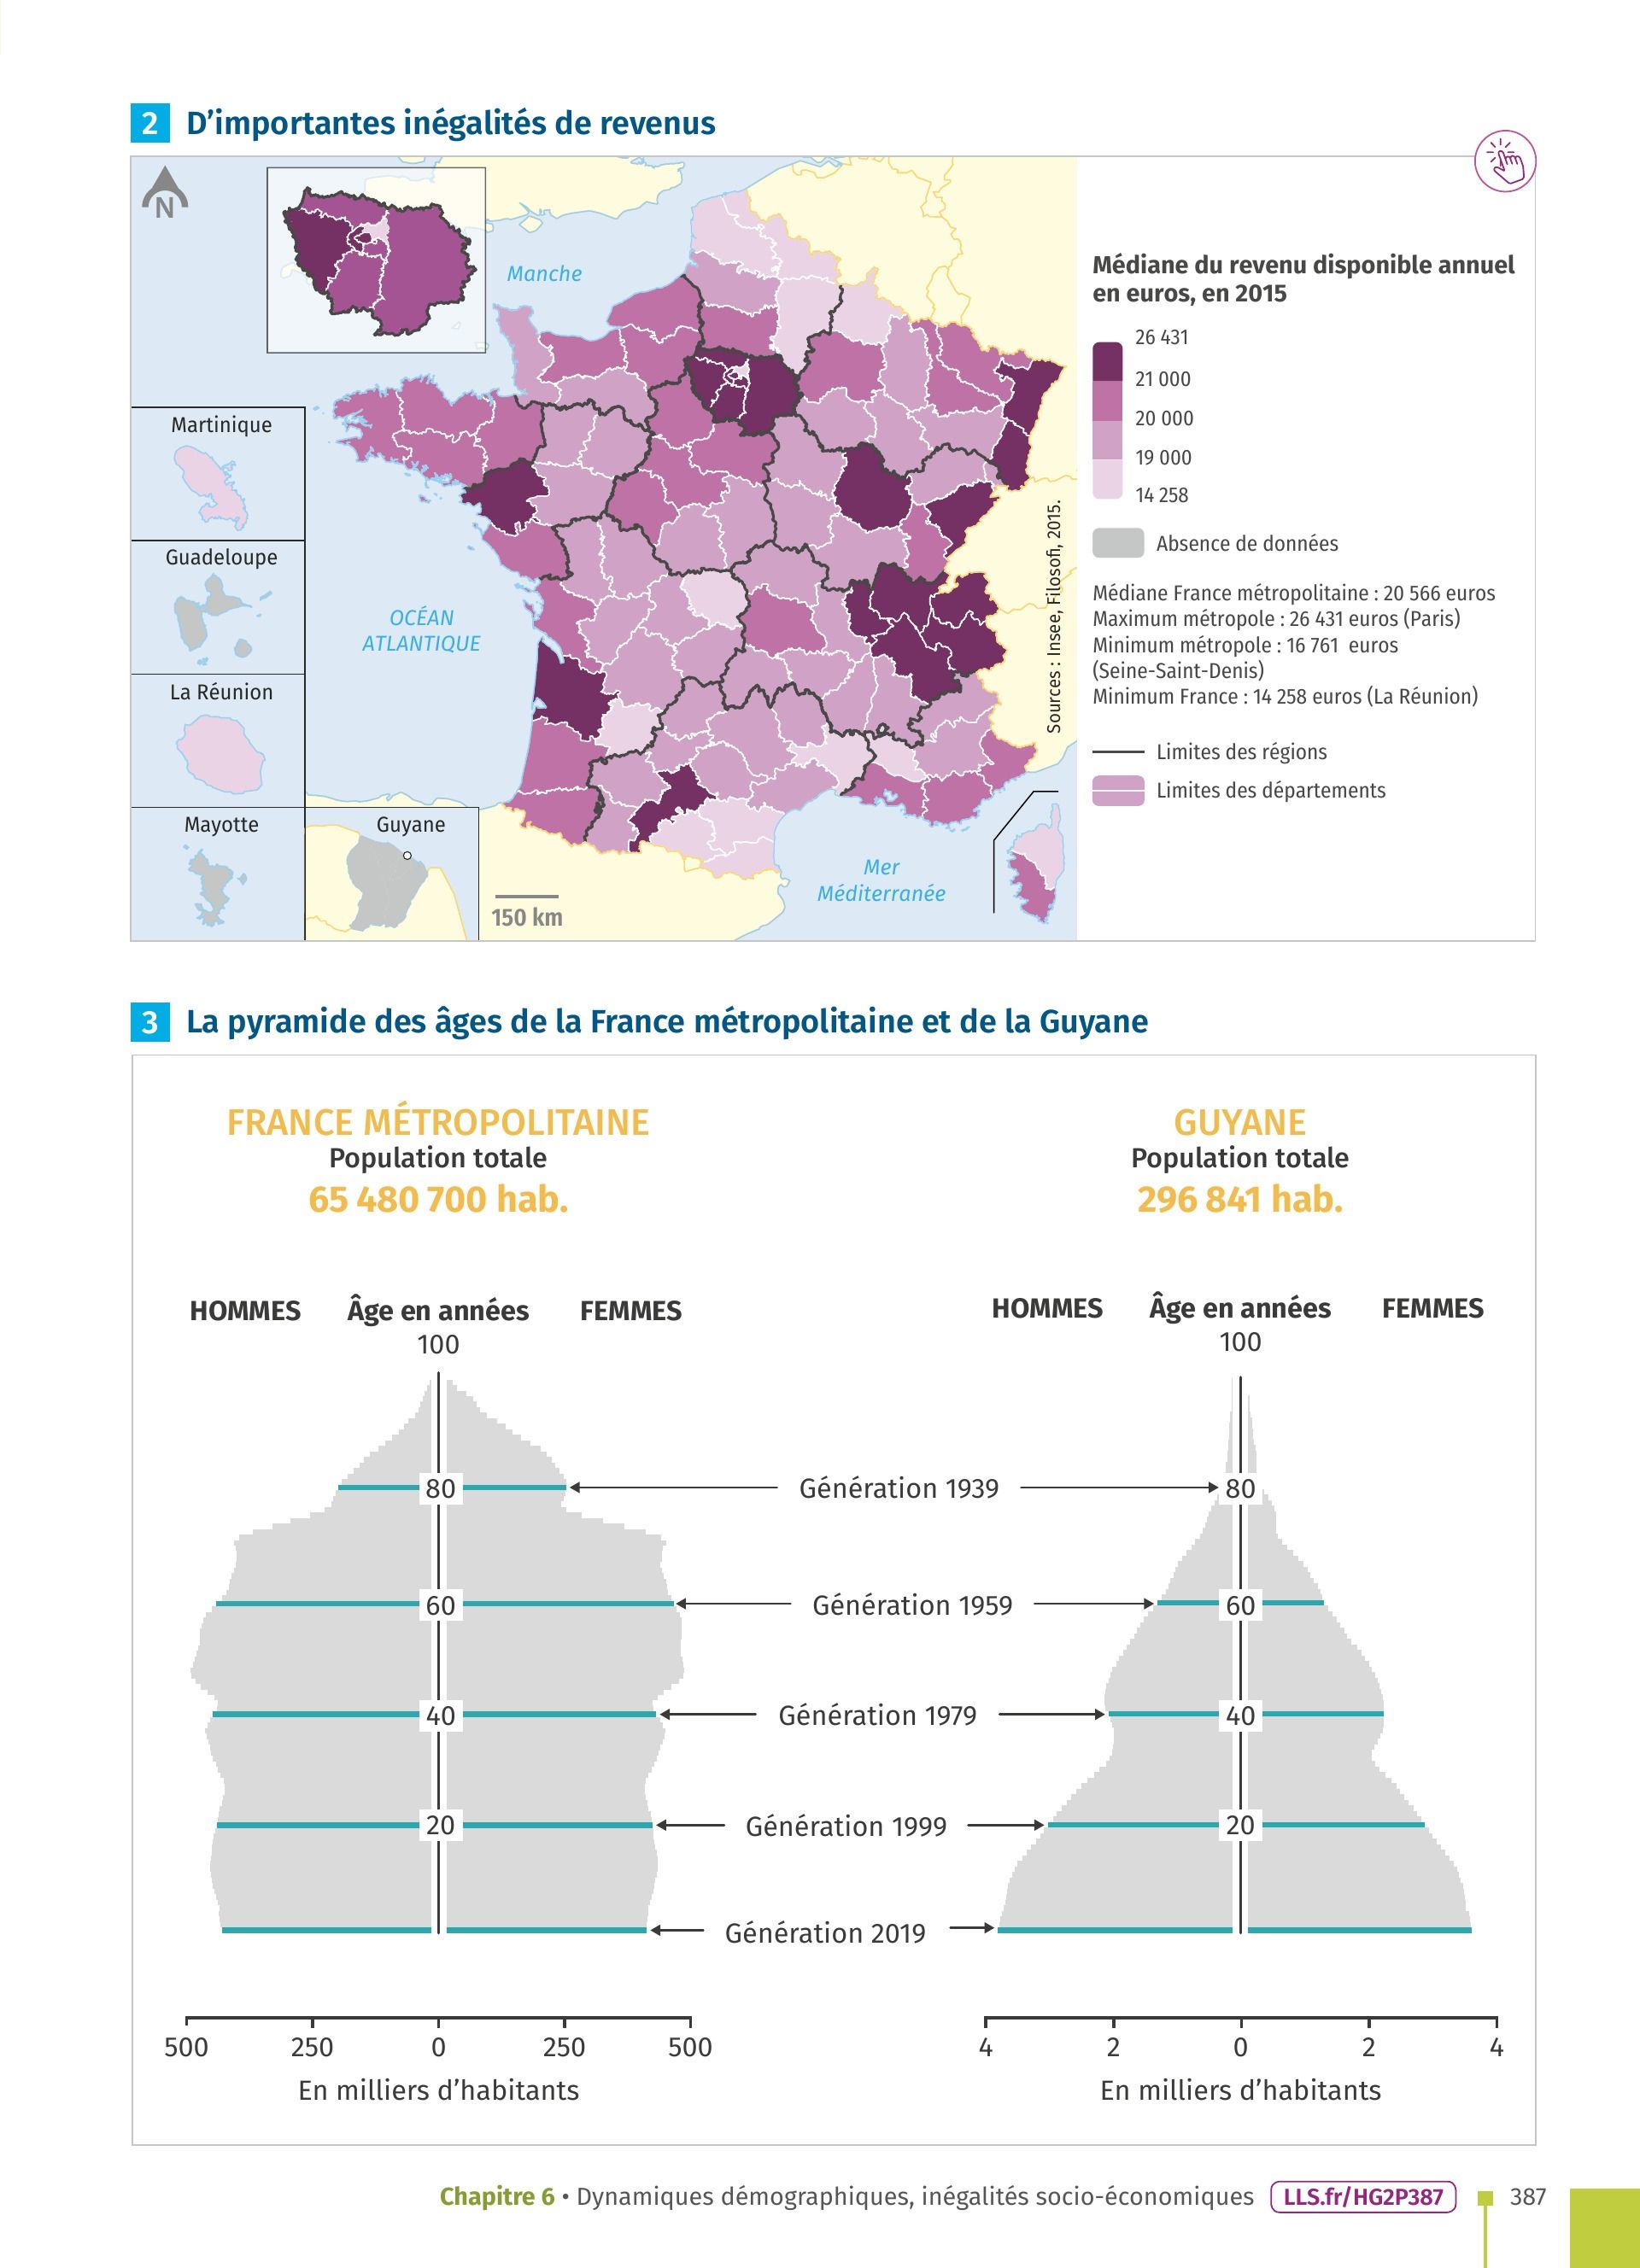 2 D'importantes inégalités de revenus
N
Manche
Martinique
Guadeloupe
La Réunion
Mayotte
Guyane
OCÉAN
ATLANTIQUE
Mer
Méditerranée
150 km
Sources : Insee, Filosofi, 2015.
Médiane du revenu disponible annuel
en euros, en 2015
26 431
21 000
20 000
19 000
14 258
Absence de données
Médiane France métropolitaine : 20 566 euros
Maximum métropole : 26 431 euros (Paris)
Minimum métropole : 16 761 euros
(Seine-Saint-Denis)
Minimum France : 14 258 euros (La Réunion)
Limites des régions
Limites des départements
3 La pyramide des âges de la France métropolitaine et de la Guyane
FRANCE MÉTROPOLITAINE
Population totale
65 480 700 hab.
HOMMES Âge en années FEMMES
100
80
60
40
20
500 250 0 250 500
En milliers d'habitants
Génération 1939
Génération 1959
Génération 1979
Génération 1999
Génération 2019
GUYANE
Population totale
296 841 hab.
HOMMES Âge en années FEMMES
100
80
60
40
20
4 2 0 2 4
En milliers d'habitants
Chapitre 6 • Dynamiques démographiques, inégalités socio-économiques LLS.fr/HG2P387 387